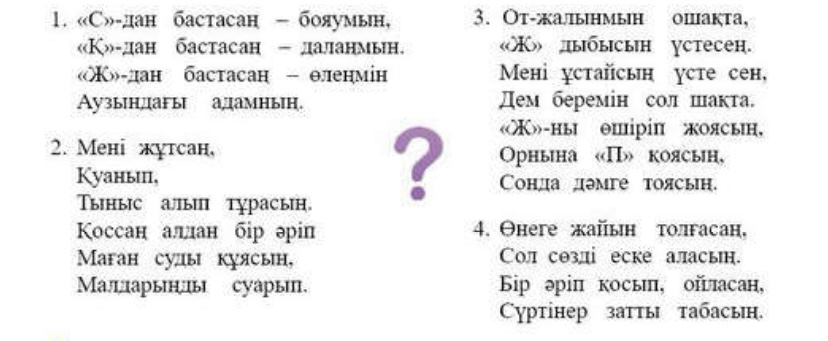 1. «С»-дан бастасаң – бояумын,
«Қ»-дан бастасаң – далаңмын.
«Ж»-дан бастасаң – өлеңмін
Аузындағы адамның.
2. Мені жұтсаң,
Қуанып,
Тыныс алып тұрасың.
Қоссаң алдан бір әріп
Маған суды құясың,
Малдарыңды суарып.
?
3. От-жалынмын ошақта,
«Ж» дыбысын үстесең.
Мені ұстайсың үсте сен,
Дем беремін сол шақта.
«Ж»-ны өшіріп жоясың,
Орнына «П» қоясың,
Сонда дәмге тоясың.
4. Өнеге жайын толғасаң,
Сол сөзді еске аласың.
Бір әріп қосып, ойласаң,
Сүртінер затты табасың.